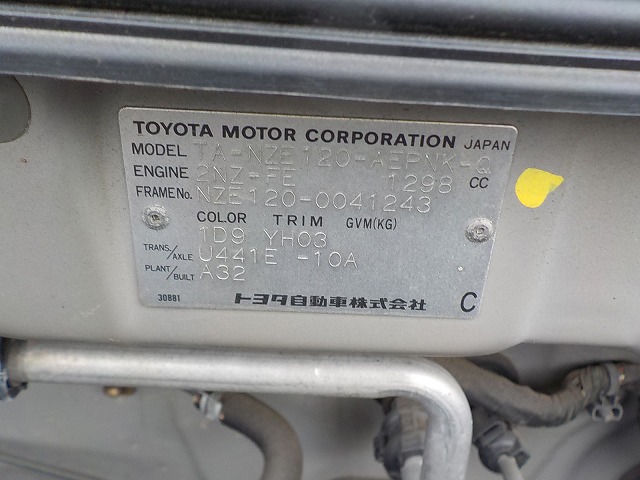 TOYOTA MOTOR CORPORATION JAPAN
MODEL TA-NZE120-AEPNK-Q
ENGINE 2NZ-FE 1298 CC
FRAME No. NZE120-0041243
COLOR TRIM GVM(KG)
1D9 YH03
TRANS./AXLE U441E -10A
PLANT/BUILT A32
30881 トヨタ自動車株式会社 C